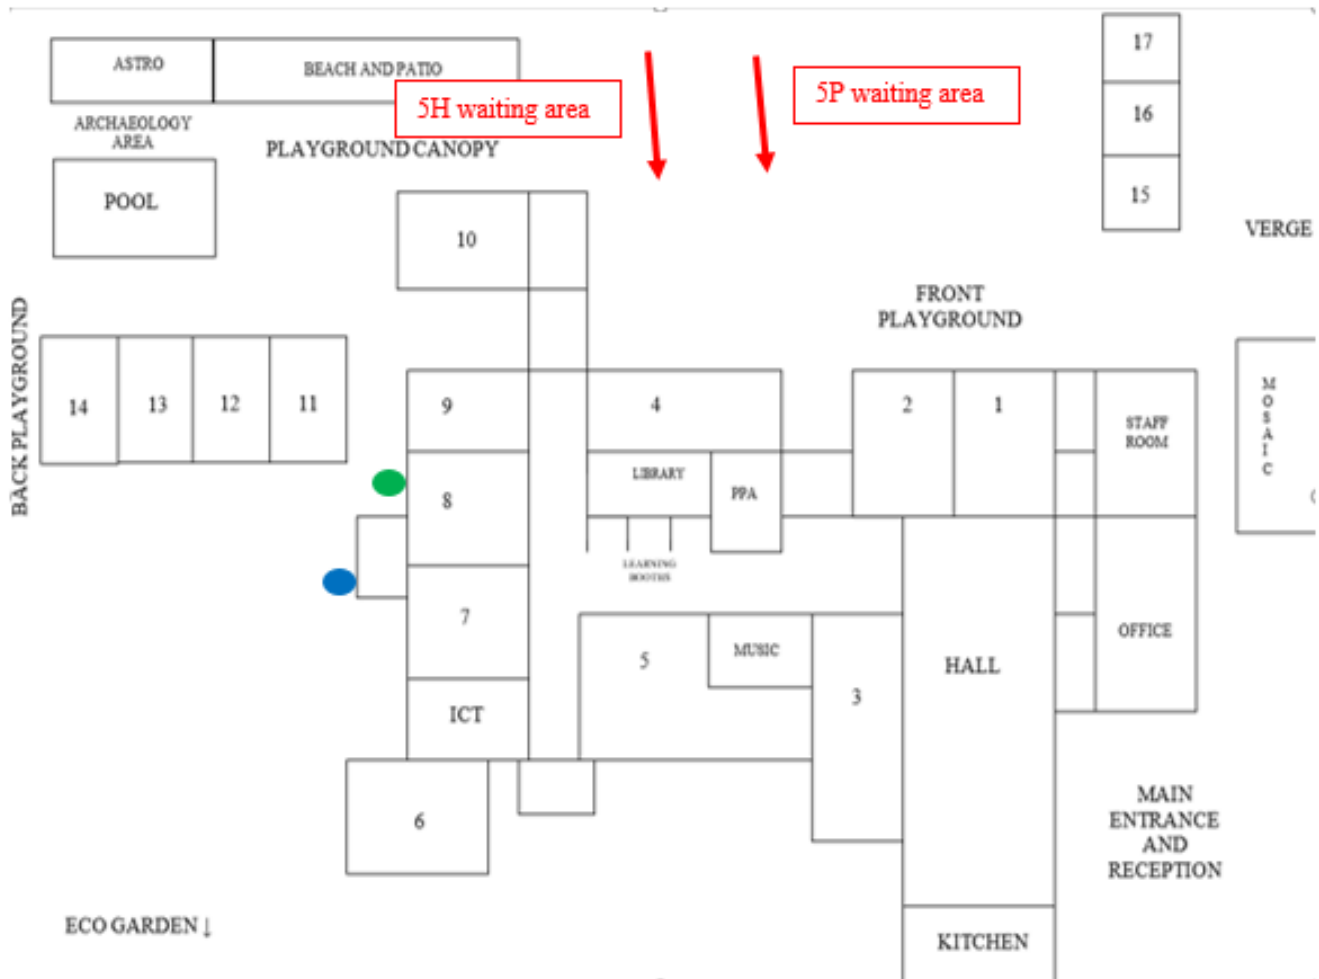 ASTRO
BEACH AND PATIO
5H waiting area
5P waiting area
17
16
15
ARCHAEOLOGY
AREA
PLAYGROUND CANOPY
POOL
10
VERGE
FRONT
PLAYGROUND
BACK PLAYGROUND
14
13
12
11
9
4
2
1
STAFF
ROOM
MOSAIC
8
LIBRARY
PPA
LEARNING
BOOTHS
7
5
MUSIC
3
HALL
OFFICE
ICT
6
MAIN
ENTRANCE
AND
RECEPTION
ECO GARDEN ↓
KITCHEN